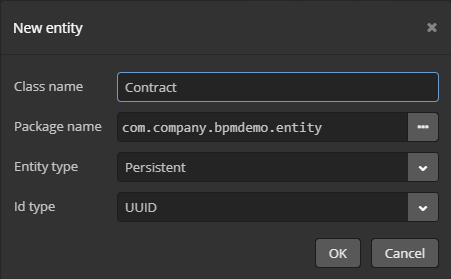 New entity
Class name Contract
Package name com.company.bpmdemo.entity
Entity type Persistent
Id type UUID
OK Cancel